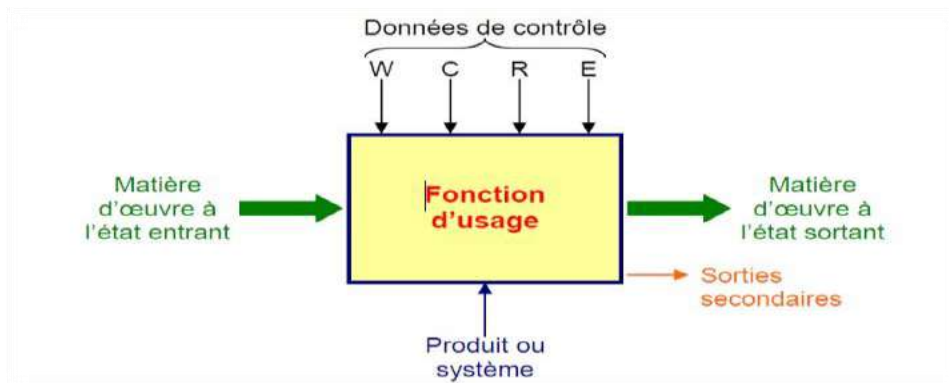 Données de contrôle
W C R E
Matière
d'œuvre à
l'état entrant
Fonction
d'usage
Matière
d'œuvre à
l'état sortant
Sorties
secondaires
Produit ou
système